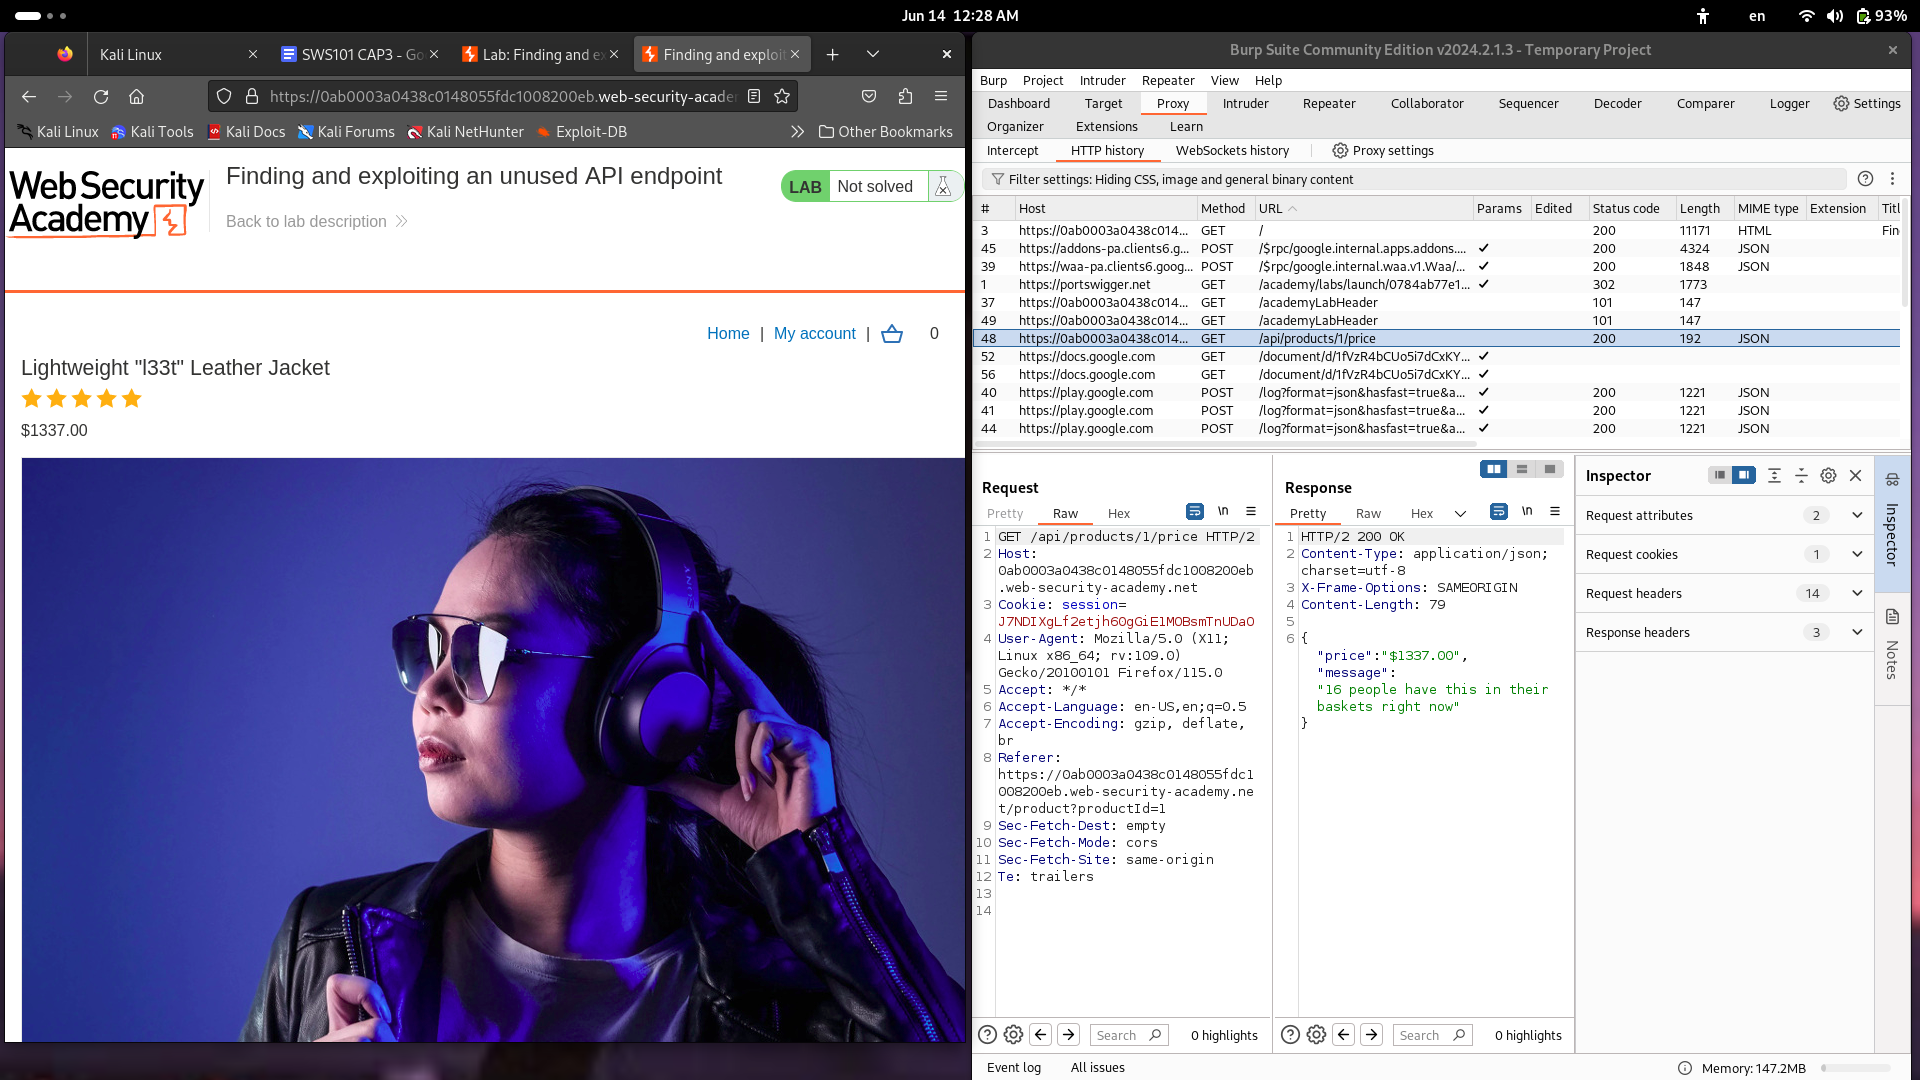 Jun 14 12:28 AM
en
93%
Kali Linux
SWS101 CAP3 - Go
Lab: Finding and ex
Finding and exploit
https://0ab0003a0438c0148055fdc1008200eb.web-security-acade
Kali Linux
Kali Tools
Kali Docs
Kali Forums
Kali NetHunter
Exploit-DB
Other Bookmarks
Web Security
Academy
Finding and exploiting an unused API endpoint
Back to lab description
LAB Not solved
Home | My account | 0
Lightweight "l33t" Leather Jacket
$1337.00
SONY
Burp Suite Community Edition v2024.2.1.3 - Temporary Project
Burp Project Intruder Repeater View Help
Dashboard Target Proxy Intruder Repeater Collaborator Sequencer Decoder Comparer Logger Settings
Organizer Extensions Learn
Intercept HTTP history WebSockets history Proxy settings
Filter settings: Hiding CSS, image and general binary content
# Host Method URL Params Edited Status code Length MIME type Extension Titl
3 https://0ab0003a0438c014... GET / 200 11171 HTML Fin
45 https://addons-pa.clients6.g... POST /$rpc/google.internal.apps.addons.... ✓ 200 4324 JSON
39 https://waa-pa.clients6.goog... POST /$rpc/google.internal.waa.v1.Waa/... ✓ 200 1848 JSON
1 https://portswigger.net GET /academy/labs/launch/0784ab77e1... ✓ 302 1773
37 https://0ab0003a0438c014... GET /academyLabHeader 101 147
49 https://0ab0003a0438c014... GET /academyLabHeader 101 147
48 https://0ab0003a0438c014... GET /api/products/1/price 200 192 JSON
52 https://docs.google.com GET /document/d/1fVzR4bCUo5i7dCxKY... ✓
56 https://docs.google.com GET /document/d/1fVzR4bCUo5i7dCxKY... ✓
40 https://play.google.com POST /log?format=json&hasfast=true&a... ✓ 200 1221 JSON
41 https://play.google.com POST /log?format=json&hasfast=true&a... ✓ 200 1221 JSON
44 https://play.google.com POST /log?format=json&hasfast=true&a... ✓ 200 1221 JSON
Request
Pretty Raw Hex \n
1 GET /api/products/1/price HTTP/2
2 Host:
0ab0003a0438c0148055fdc1008200eb
.web-security-academy.net
3 Cookie: session=
J7NDIXgLf2etjh60gGiE1MOBsmTnUDaO
4 User-Agent: Mozilla/5.0 (X11;
Linux x86_64; rv:109.0)
Gecko/20100101 Firefox/115.0
5 Accept: */*
6 Accept-Language: en-US,en;q=0.5
7 Accept-Encoding: gzip, deflate,
br
8 Referer:
https://0ab0003a0438c0148055fdc1
008200eb.web-security-academy.ne
t/product?productId=1
9 Sec-Fetch-Dest: empty
10 Sec-Fetch-Mode: cors
11 Sec-Fetch-Site: same-origin
12 Te: trailers
13
14
Search
0 highlights
Response
Pretty Raw Hex \n
1 HTTP/2 200 OK
2 Content-Type: application/json;
charset=utf-8
3 X-Frame-Options: SAMEORIGIN
4 Content-Length: 79
5
6 {
"price":"$1337.00",
"message":
"16 people have this in their
baskets right now"
}
Search
0 highlights
Inspector
Request attributes 2
Request cookies 1
Request headers 14
Response headers 3
Inspector
Notes
Event log All issues
Memory: 147.2MB